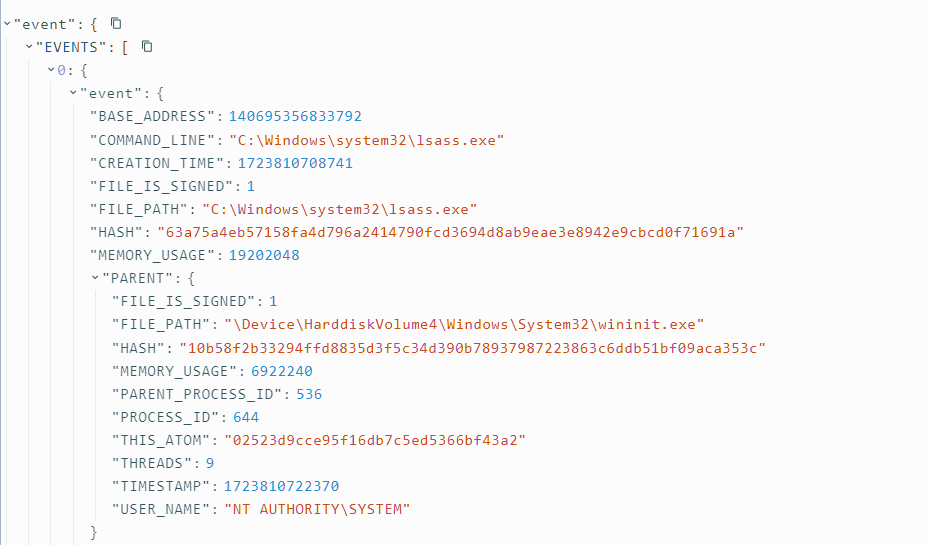 "event": {
"EVENTS": [
0: {
"event": {
"BASE_ADDRESS": 140695356833792
"COMMAND_LINE": "C:\Windows\system32\lsass.exe"
"CREATION_TIME": 1723810708741
"FILE_IS_SIGNED": 1
"FILE_PATH": "C:\Windows\system32\lsass.exe"
"HASH": "63a75a4eb57158fa4d796a2414790fcd3694d8ab9eae3e8942e9cbcd0f71691a"
"MEMORY_USAGE": 19202048
"PARENT": {
"FILE_IS_SIGNED": 1
"FILE_PATH": "\Device\HarddiskVolume4\Windows\System32\wininit.exe"
"HASH": "10b58f2b33294ffd8835d3f5c34d390b78937987223863c6ddb51bf09aca353c"
"MEMORY_USAGE": 6922240
"PARENT_PROCESS_ID": 536
"PROCESS_ID": 644
"THIS_ATOM": "02523d9cce95f16db7c5ed5366bf43a2"
"THREADS": 9
"TIMESTAMP": 1723810722370
"USER_NAME": "NT AUTHORITY\SYSTEM"
}